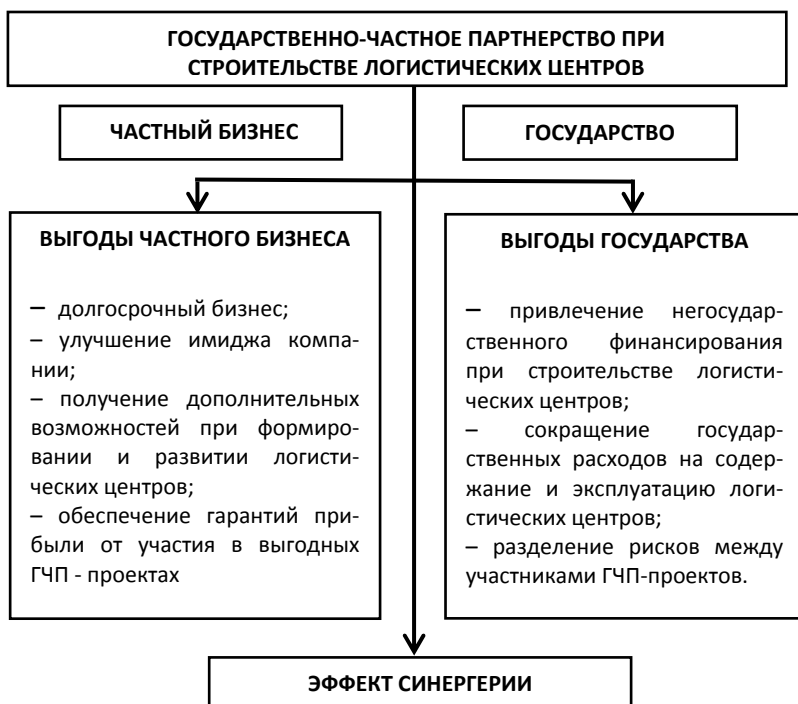 ГОСУДАРСТВЕННО-ЧАСТНОЕ ПАРТНЕРСТВО ПРИ
СТРОИТЕЛЬСТВЕ ЛОГИСТИЧЕСКИХ ЦЕНТРОВ
ЧАСТНЫЙ БИЗНЕС
ГОСУДАРСТВО
ВЫГОДЫ ЧАСТНОГО БИЗНЕСА
– долгосрочный бизнес;
– улучшение имиджа компа-
нии;
– получение дополнительных
возможностей при формиро-
вании и развитии логисти-
ческих центров;
– обеспечение гарантий при-
были от участия в выгодных
ГЧП - проектах
ВЫГОДЫ ГОСУДАРСТВА
– привлечение негосудар-
ственного финансирования
при строительстве логисти-
ческих центров;
– сокращение государ-
ственных расходов на содер-
жание и эксплуатацию логи-
стических центров;
– разделение рисков между
участниками ГЧП-проектов.
ЭФФЕКТ СИНЕРГЕРИИ